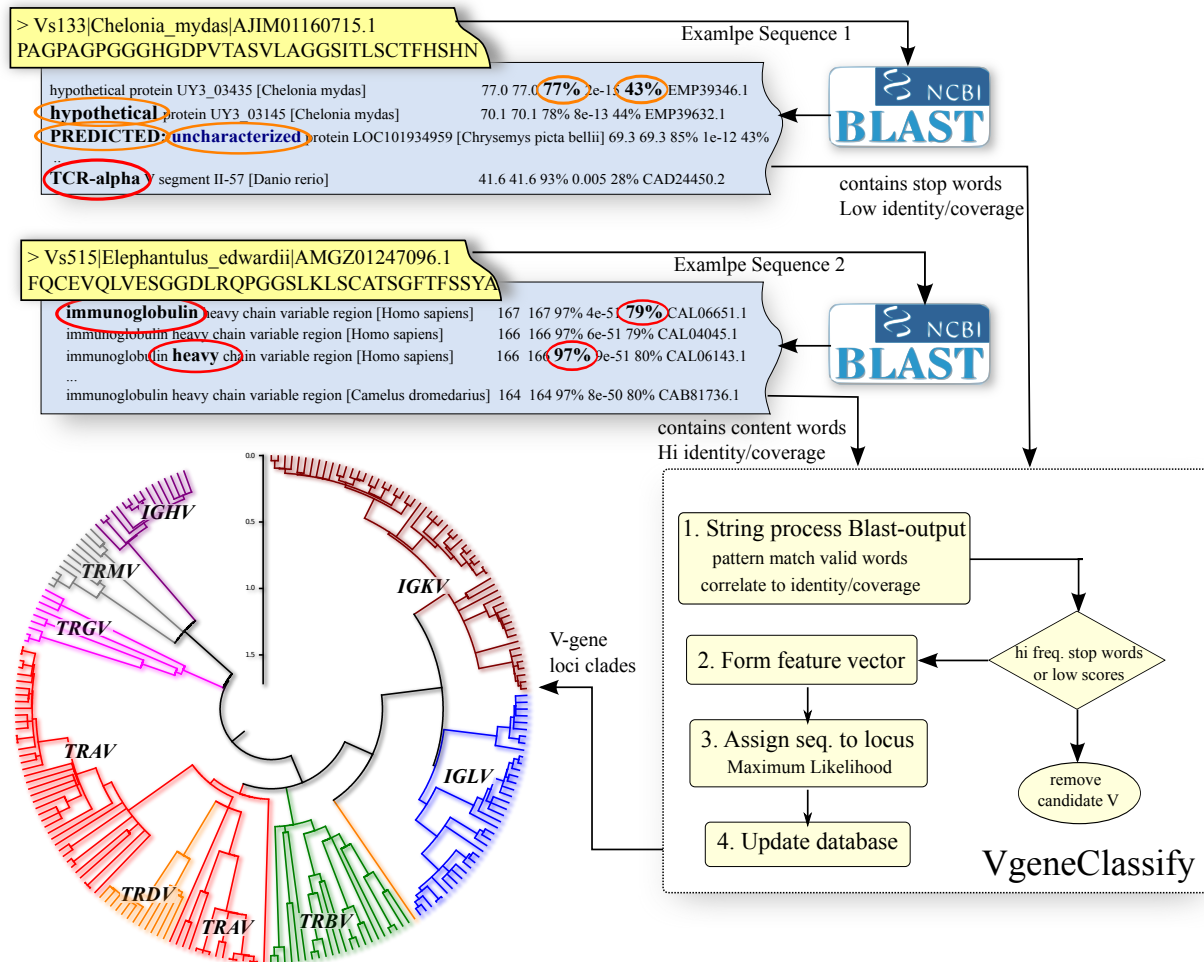 > Vs133|Chelonia_mydas|AJIM01160715.1
PAGPAGPGGGHGDPVTASVLAGGSITLSCTFHSHN
Examlpe Sequence 1
NCBI
BLAST
hypothetical protein UY3_03435 [Chelonia mydas] 77.0 77.0 77% 2e-15 43% EMP39346.1
hypothetical protein UY3_03145 [Chelonia mydas] 70.1 70.1 78% 8e-13 44% EMP39632.1
PREDICTED: uncharacterized protein LOC101934959 [Chrysemys picta bellii] 69.3 69.3 85% 1e-12 43%
..
TCR-alpha V segment II-57 [Danio rerio] 41.6 41.6 93% 0.005 28% CAD24450.2
contains stop words
Low identity/coverage
> Vs515|Elephantulus_edwardii|AMGZ01247096.1
FQCEVQLVESGGDLRQPGGSLKLSCATSGFTFSSYA
Examlpe Sequence 2
NCBI
BLAST
immunoglobulin heavy chain variable region [Homo sapiens] 167 167 97% 4e-51 79% CAL06651.1
immunoglobulin heavy chain variable region [Homo sapiens] 166 166 97% 6e-51 79% CAL04045.1
immunoglobulin heavy chain variable region [Homo sapiens] 166 166 97% 9e-51 80% CAL06143.1
...
immunoglobulin heavy chain variable region [Camelus dromedarius] 164 164 97% 8e-50 80% CAB81736.1
contains content words
Hi identity/coverage
0.0
0.5
1.0
1.5
IGHV
TRMV
TRGV
TRAV
TRDV
TRAV
TRBV
IGLV
IGKV
V-gene
loci clades
1. String process Blast-output
pattern match valid words
correlate to identity/coverage
hi freq. stop words
or low scores
2. Form feature vector
3. Assign seq. to locus
Maximum Likelihood
remove
candidate V
4. Update database
VgeneClassify